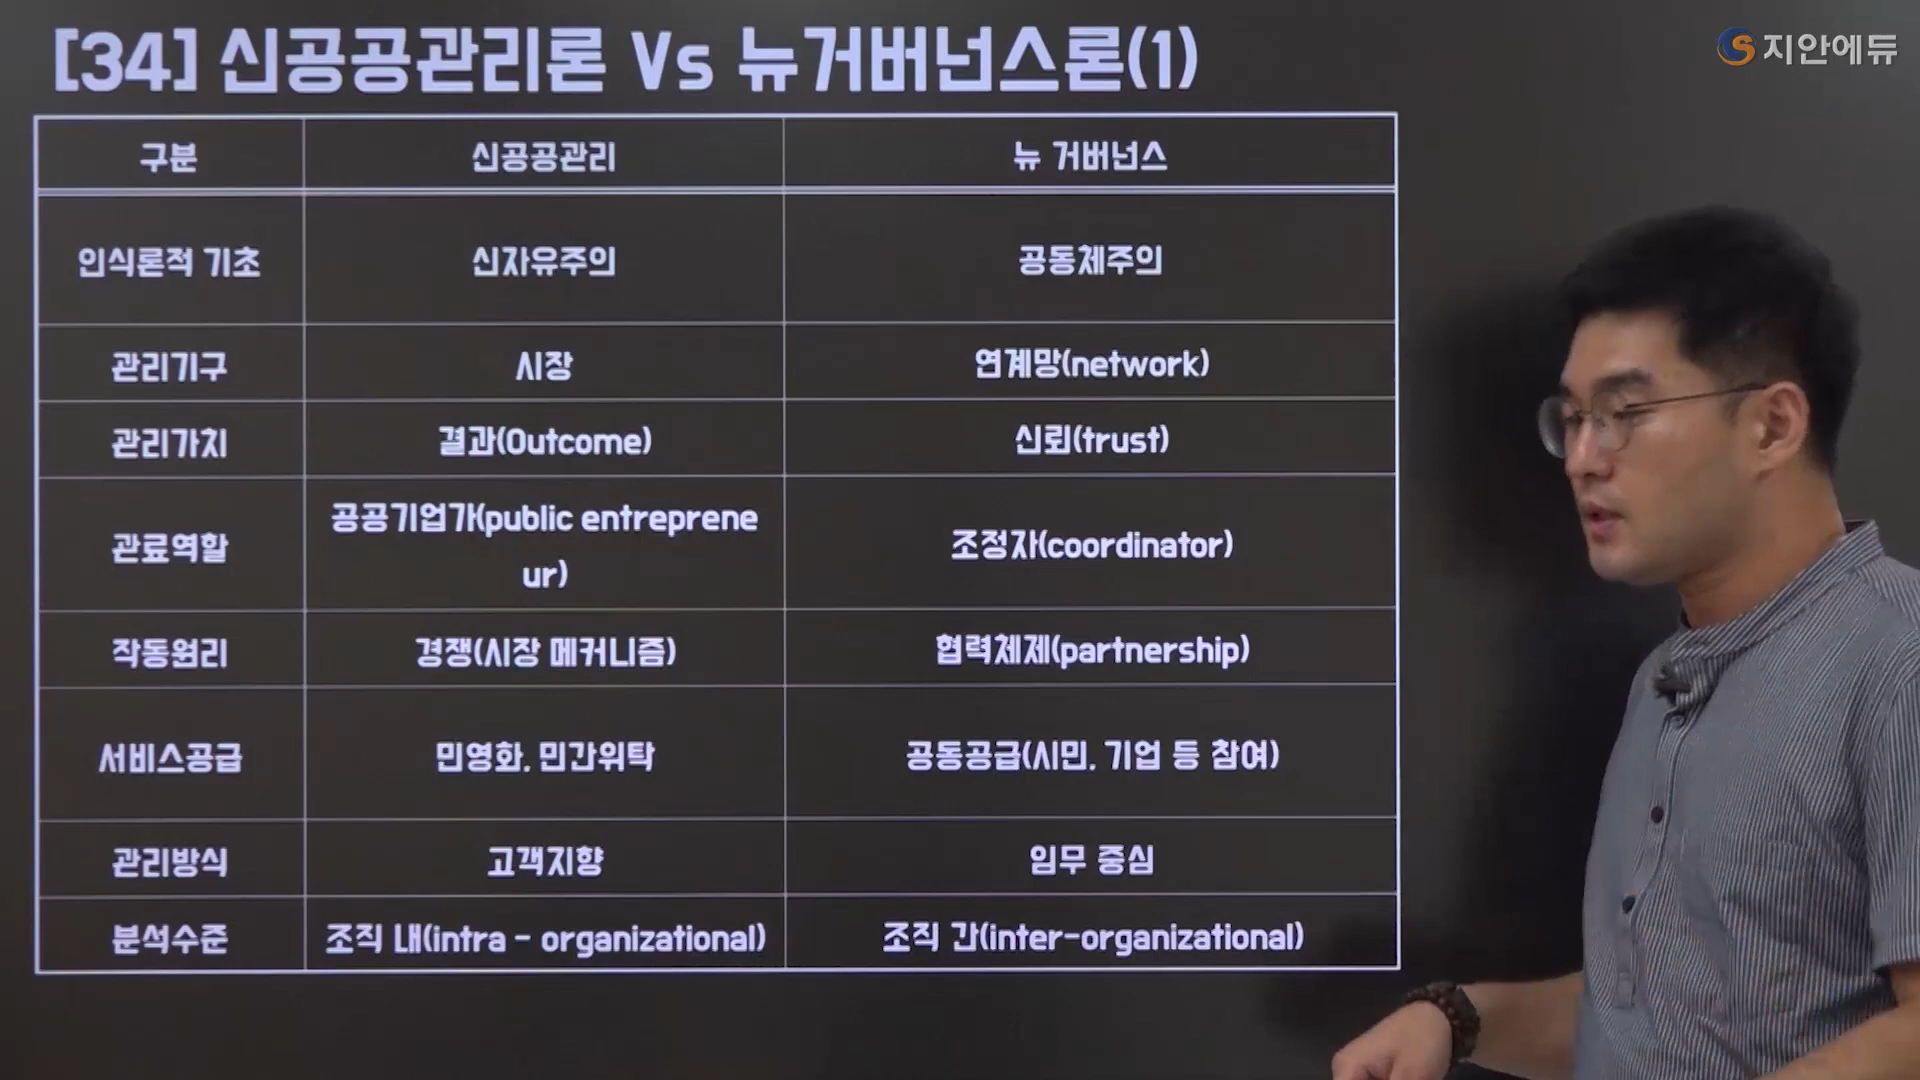 [34] 신공공관리론 Vs 뉴거버넌스론(1)
지안에듀
구분 신공공관리 뉴 거버넌스
인식론적 기초 신자유주의 공동체주의
관리기구 시장 연계망(network)
관리가치 결과(Outcome) 신뢰(trust)
관료역할 공공기업가(public entreprene
ur) 조정자(coordinator)
작동원리 경쟁(시장 메커니즘) 협력체제(partnership)
서비스공급 민영화, 민간위탁 공동공급(시민, 기업 등 참여)
관리방식 고객지향 임무 중심
분석수준 조직 내(intra - organizational) 조직 간(inter-organizational)